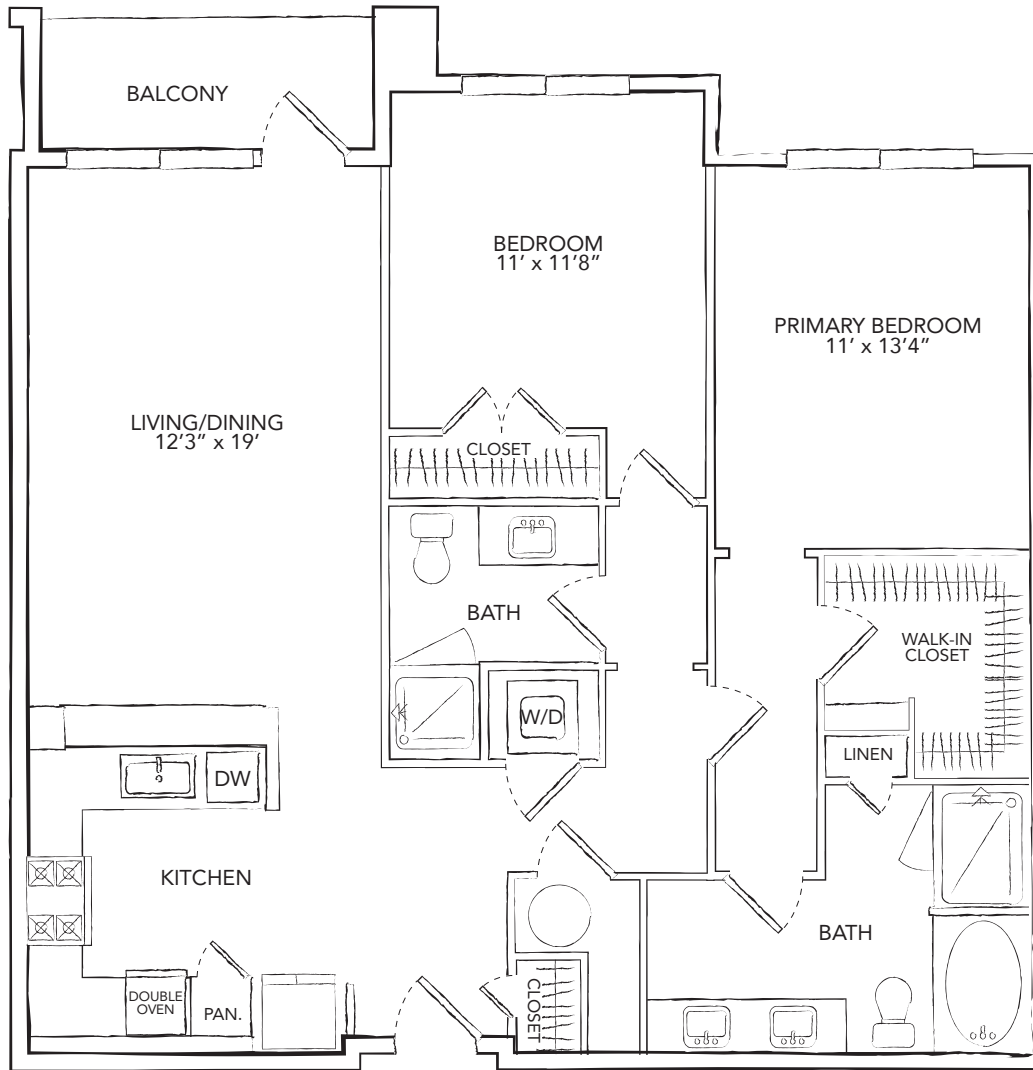 BALCONY
BEDROOM
11’ x 11’8”
PRIMARY BEDROOM
11’ x 13’4”
LIVING/DINING
12’3” x 19’
CLOSET
BATH
WALK-IN
CLOSET
W/D
LINEN
DW
KITCHEN
BATH
DOUBLE
OVEN
PAN.
CLOSET